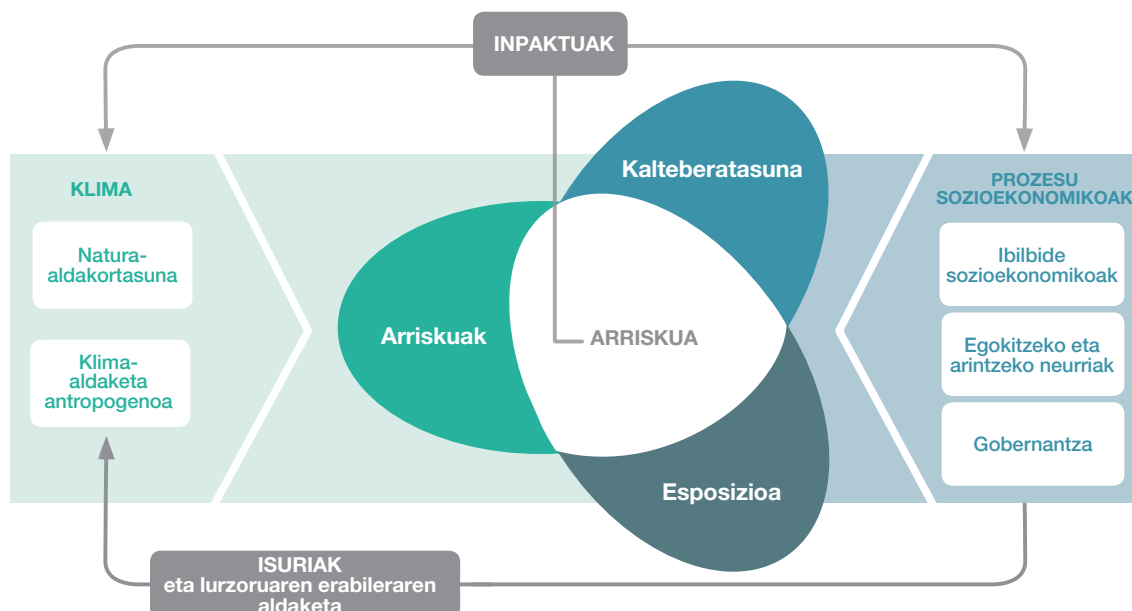 INPAKTUAK
KLIMA
Natura-
aldakortasuna
Klima-
aldaketa
antropogenoa
Arriskuak
Kalteberatasuna
ARRISKUA
Esposizioa
PROZESU
SOZIOEKONOMIKOAK
Ibilbide
sozioekonomikoak
Egokitzeko eta
arintzeko neurriak
Gobernantza
ISURIAK
eta lurzoruaren erabileraren
aldaketa